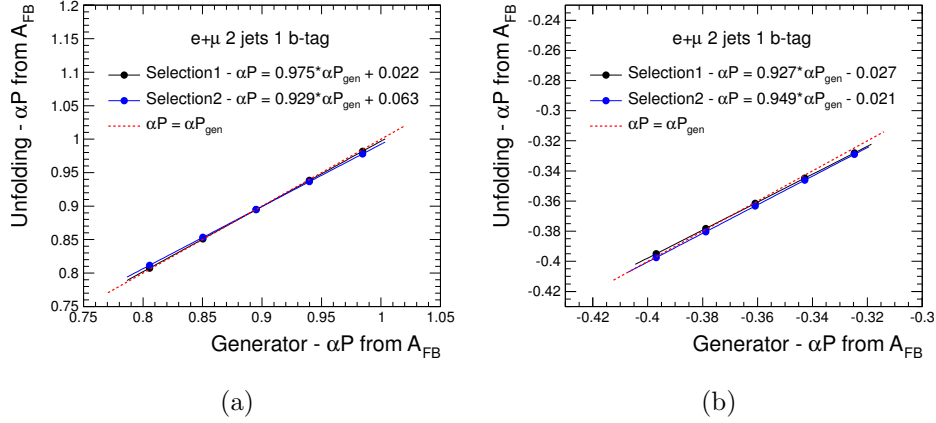 Unfolding - αP from A_FB
1.2
1.15
1.1
1.05
1
0.95
0.9
0.85
0.8
0.75
e+μ 2 jets 1 b-tag
Selection1 - αP = 0.975*αP_gen + 0.022
Selection2 - αP = 0.929*αP_gen + 0.063
αP = αP_gen
0.75 0.8 0.85 0.9 0.95 1 1.05
Generator - αP from A_FB
(a)
Unfolding - αP from A_FB
-0.24
-0.26
-0.28
-0.3
-0.32
-0.34
-0.36
-0.38
-0.4
-0.42
e+μ 2 jets 1 b-tag
Selection1 - αP = 0.927*αP_gen - 0.027
Selection2 - αP = 0.949*αP_gen - 0.021
αP = αP_gen
-0.42 -0.4 -0.38 -0.36 -0.34 -0.32 -0.3
Generator - αP from A_FB
(b)